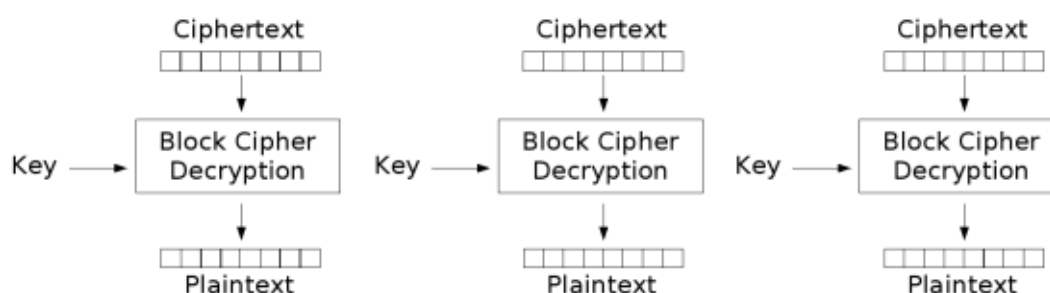 Ciphertext Ciphertext Ciphertext
Key Block Cipher Decryption Key Block Cipher Decryption Key Block Cipher Decryption
Plaintext Plaintext Plaintext